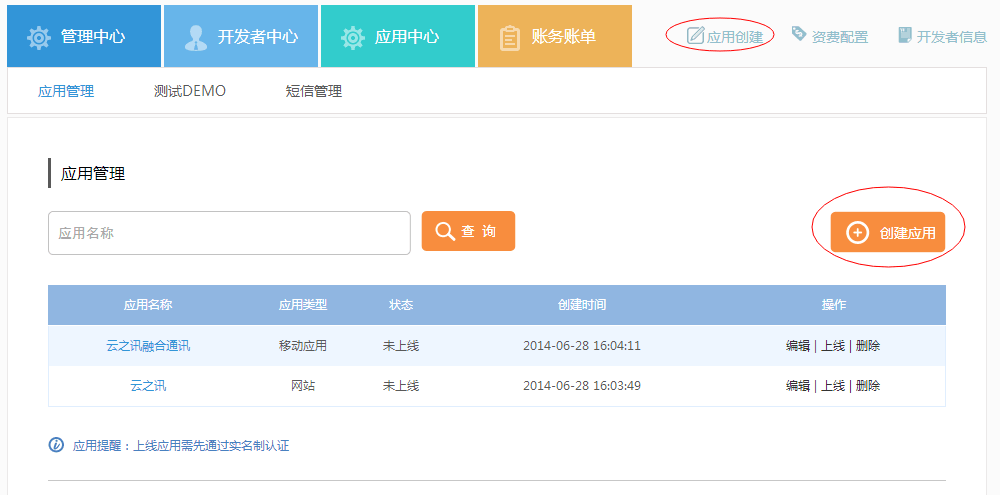 管理中心 开发者中心 应用中心 账务账单 应用创建 资费配置 开发者信息
应用管理 测试DEMO 短信管理
应用管理
应用名称 查 询 创建应用
应用名称 应用类型 状态 创建时间 操作
云之讯融合通讯 移动应用 未上线 2014-06-28 16:04:11 编辑 | 上线 | 删除
云之讯 网站 未上线 2014-06-28 16:03:49 编辑 | 上线 | 删除
应用提醒：上线应用需先通过实名制认证